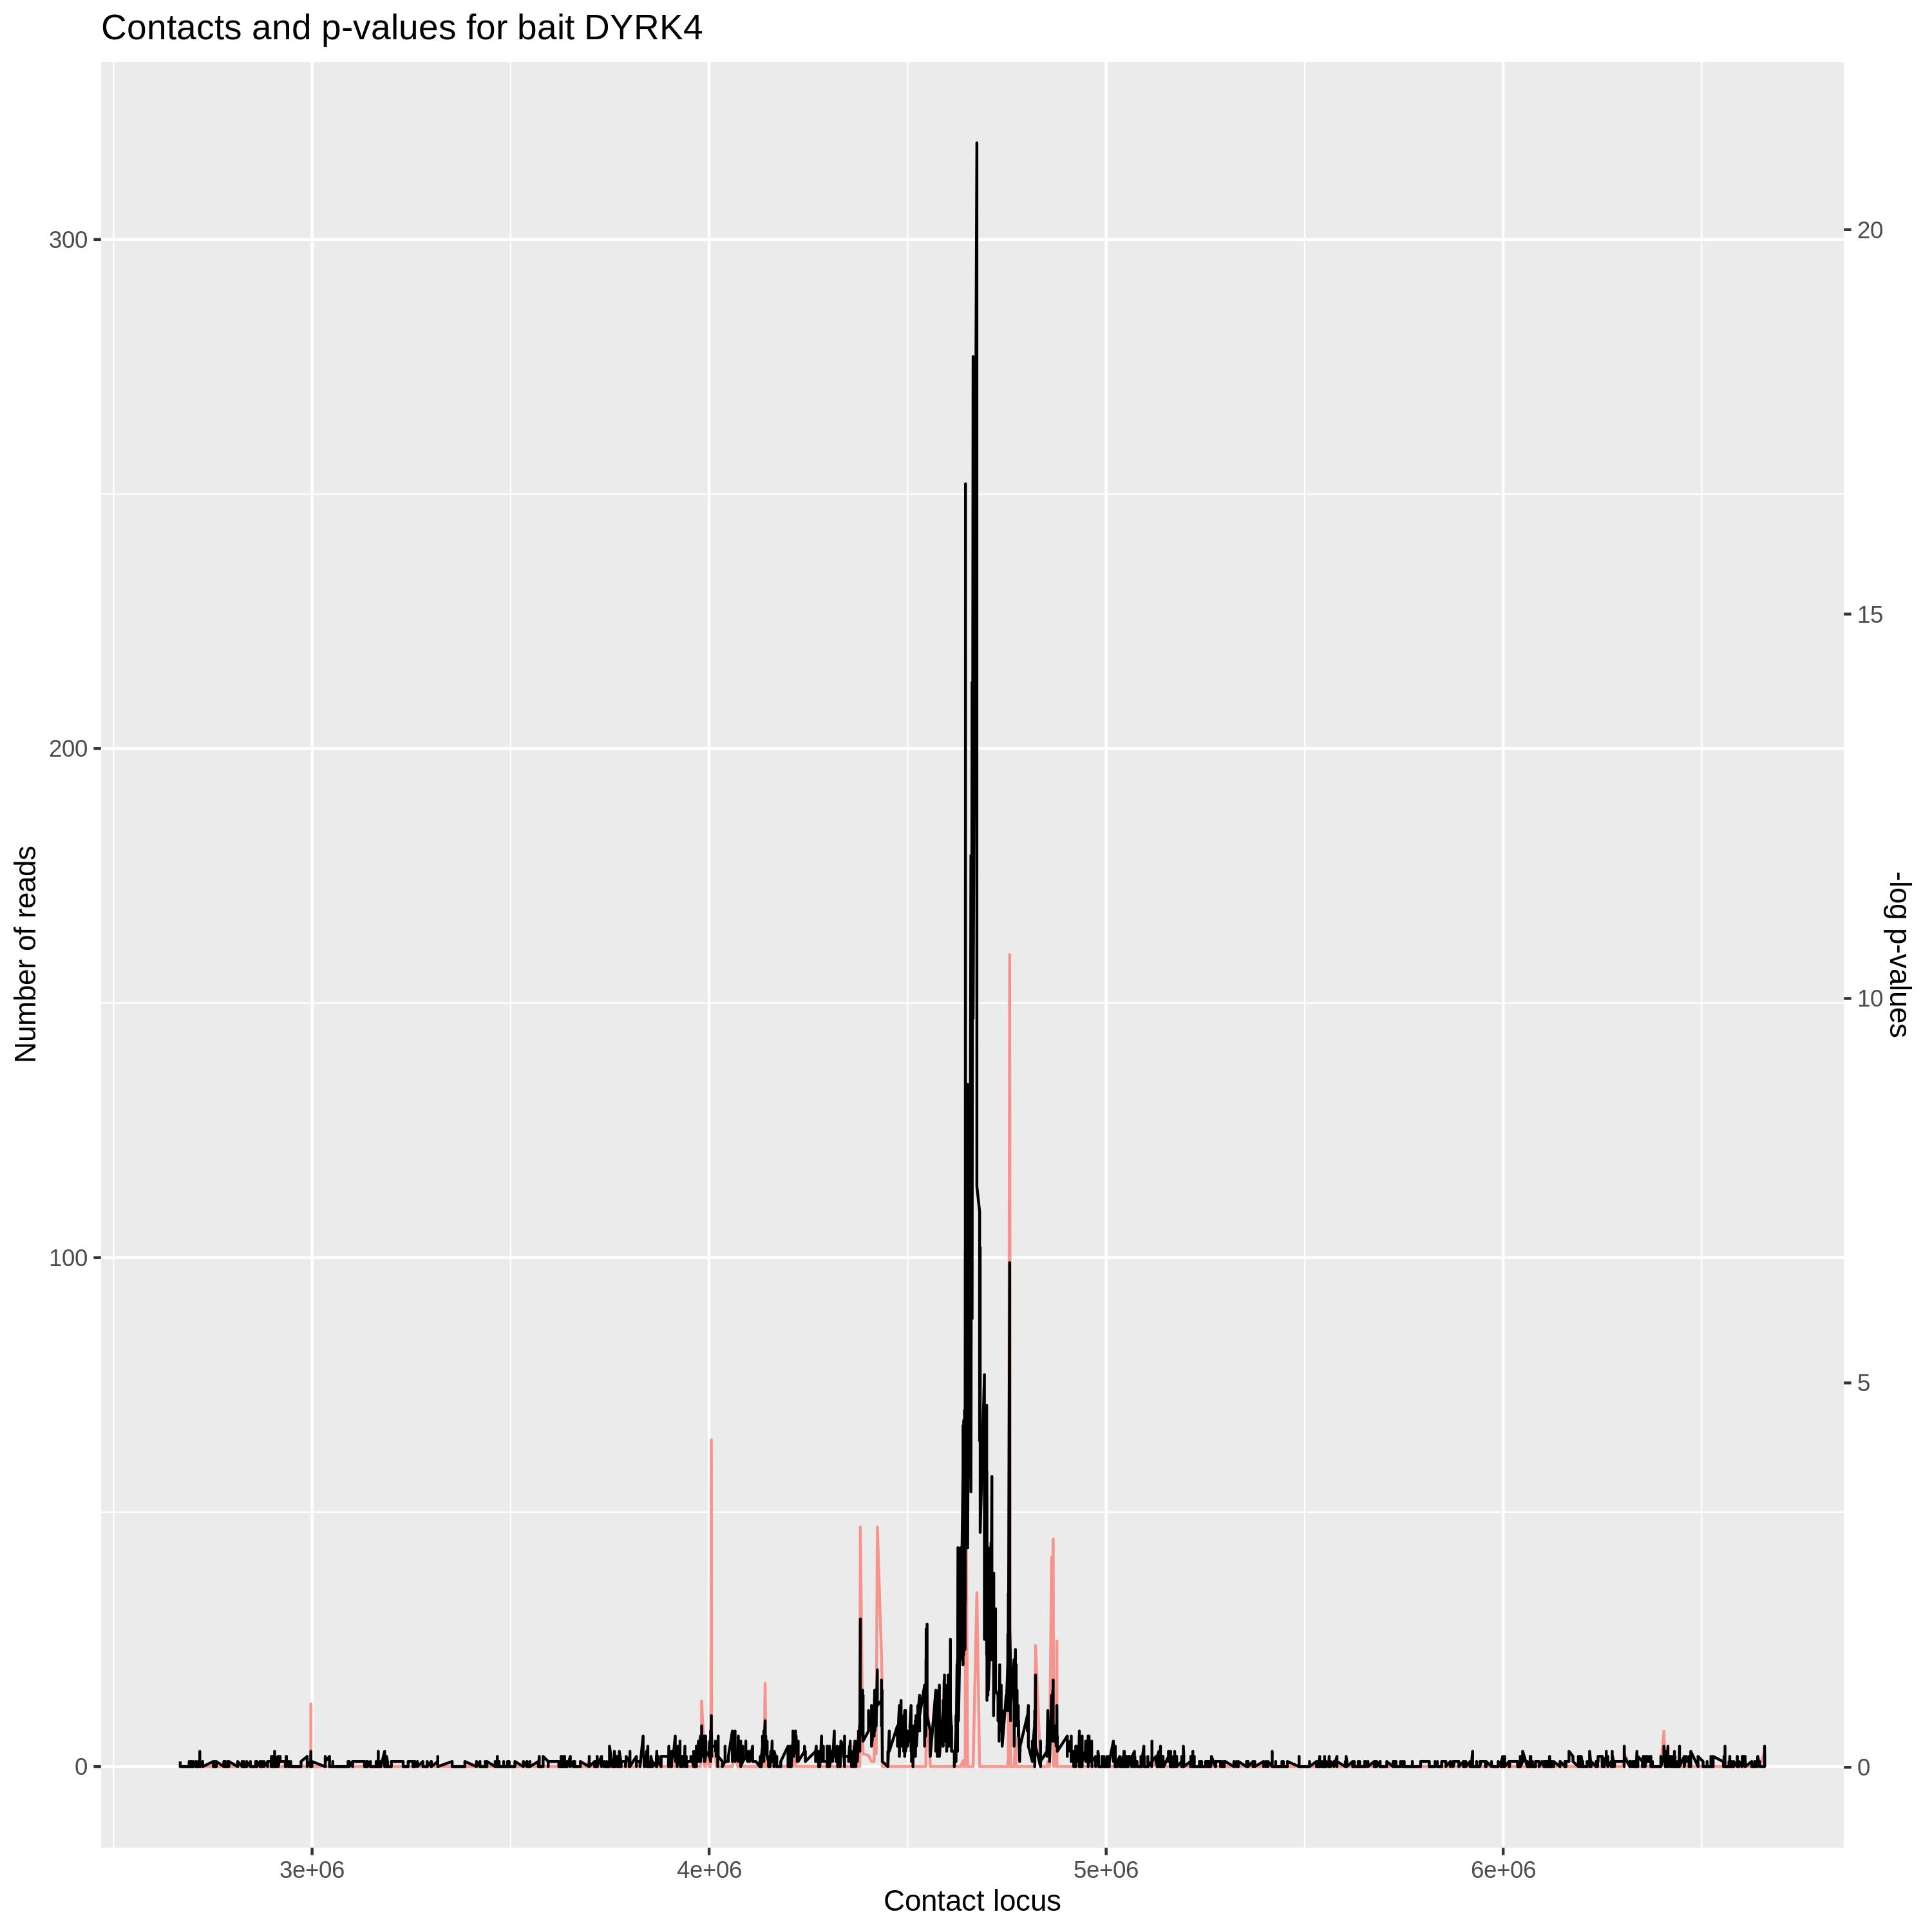 Contacts and p-values for bait DYRK4
300
200
100
0
Number of reads
20
15
10
5
0
-log p-values
3e+06
4e+06
5e+06
6e+06
Contact locus